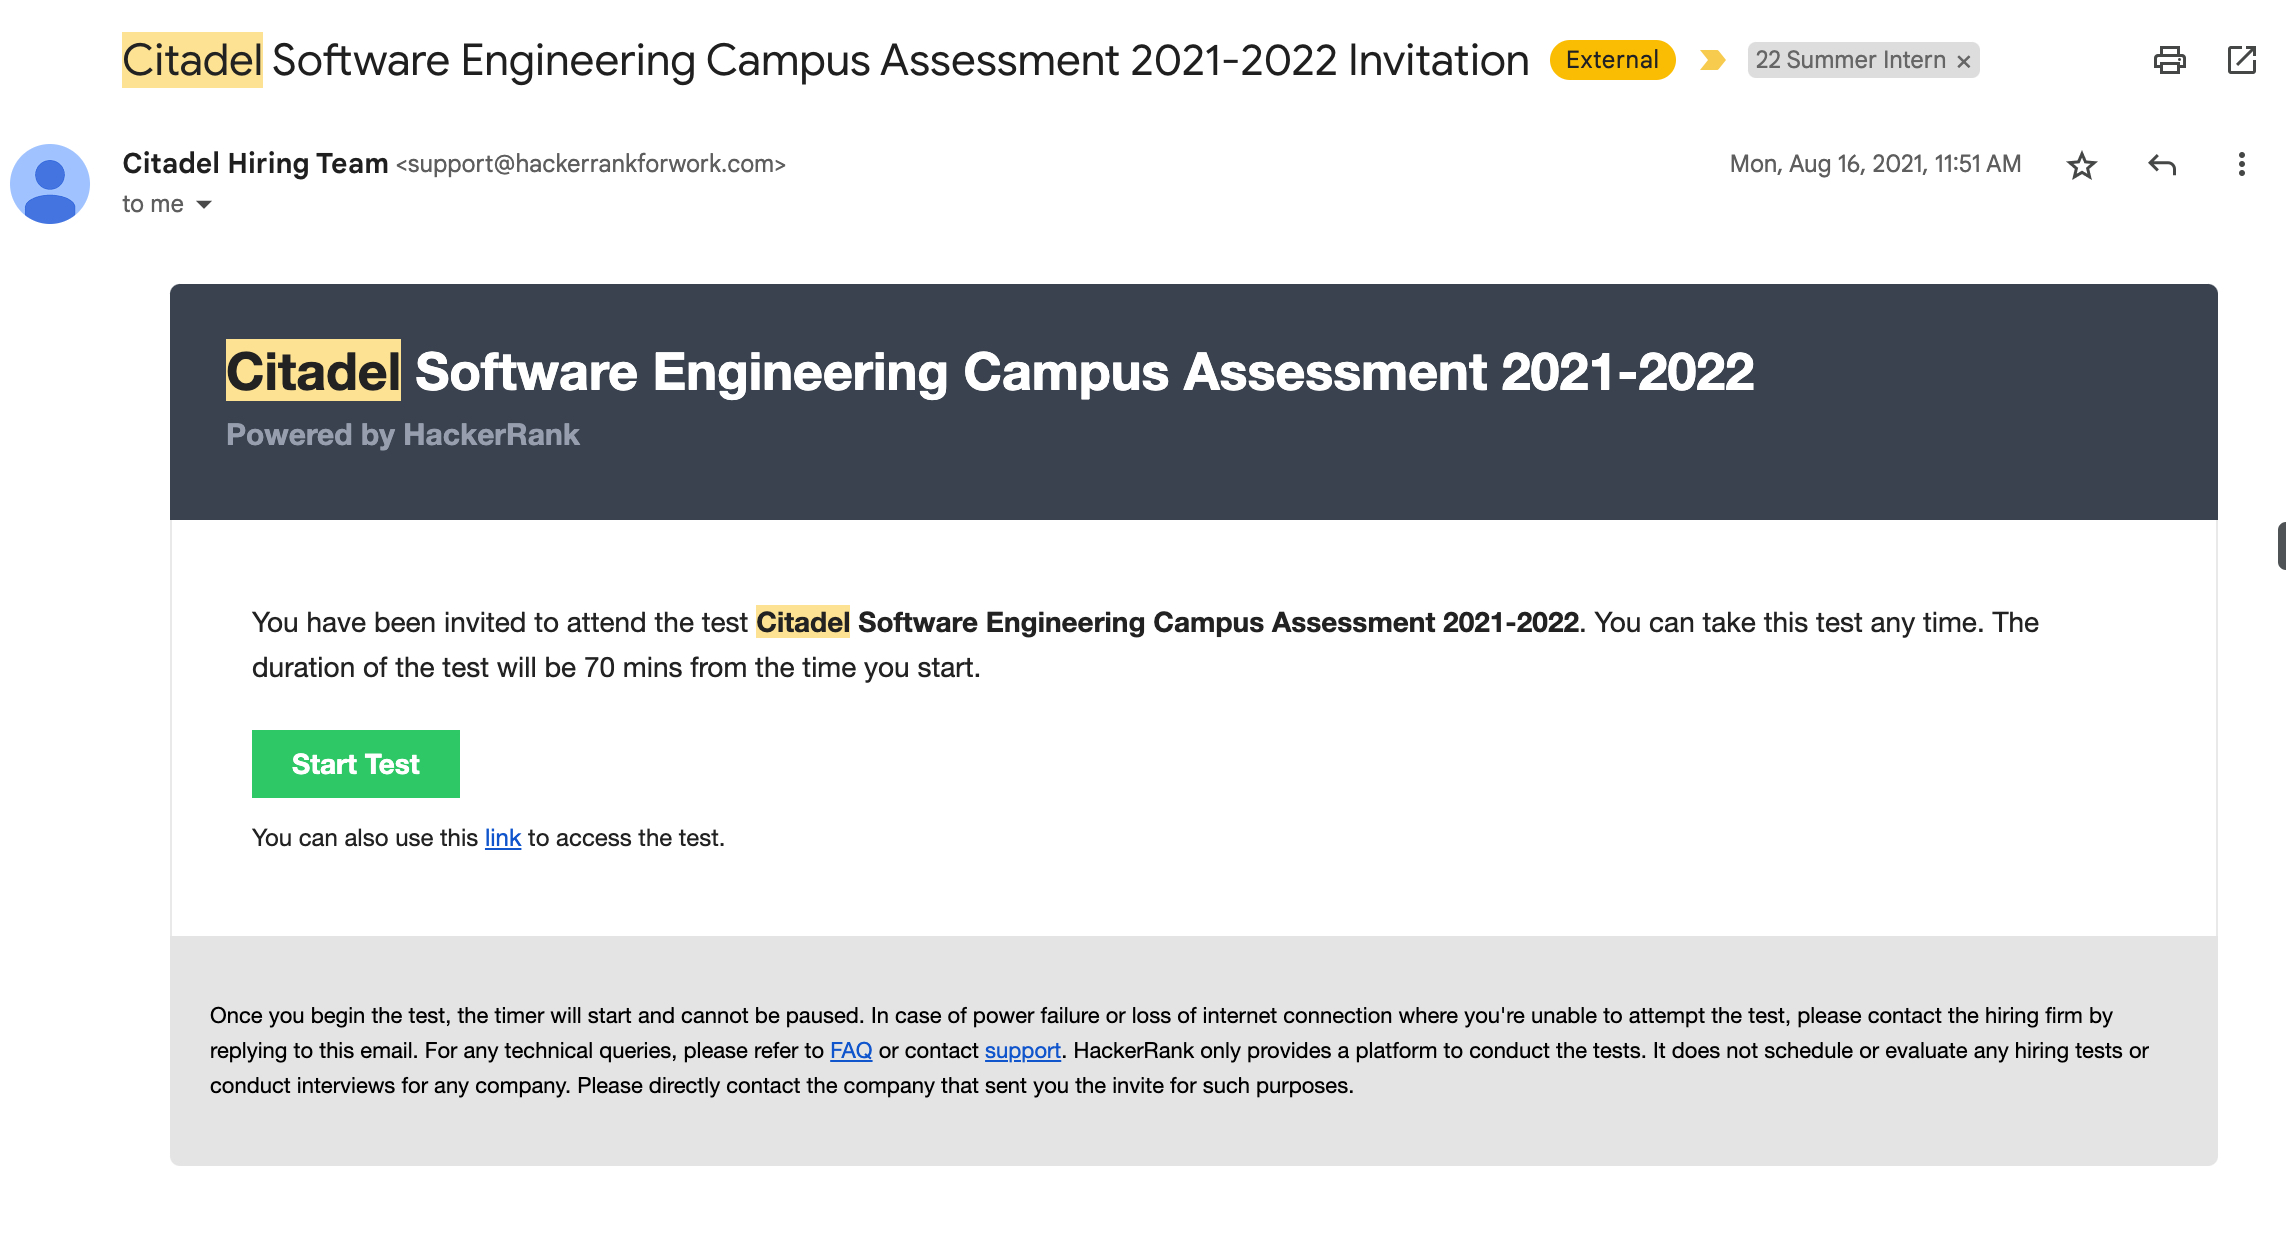 Citadel Software Engineering Campus Assessment 2021-2022 Invitation External 22 Summer Intern ×
Citadel Hiring Team <support@hackerrankforwork.com> Mon, Aug 16, 2021, 11:51 AM
to me
Citadel Software Engineering Campus Assessment 2021-2022
Powered by HackerRank
You have been invited to attend the test Citadel Software Engineering Campus Assessment 2021-2022. You can take this test any time. The
duration of the test will be 70 mins from the time you start.
Start Test
You can also use this link to access the test.
Once you begin the test, the timer will start and cannot be paused. In case of power failure or loss of internet connection where you're unable to attempt the test, please contact the hiring firm by
replying to this email. For any technical queries, please refer to FAQ or contact support. HackerRank only provides a platform to conduct the tests. It does not schedule or evaluate any hiring tests or
conduct interviews for any company. Please directly contact the company that sent you the invite for such purposes.